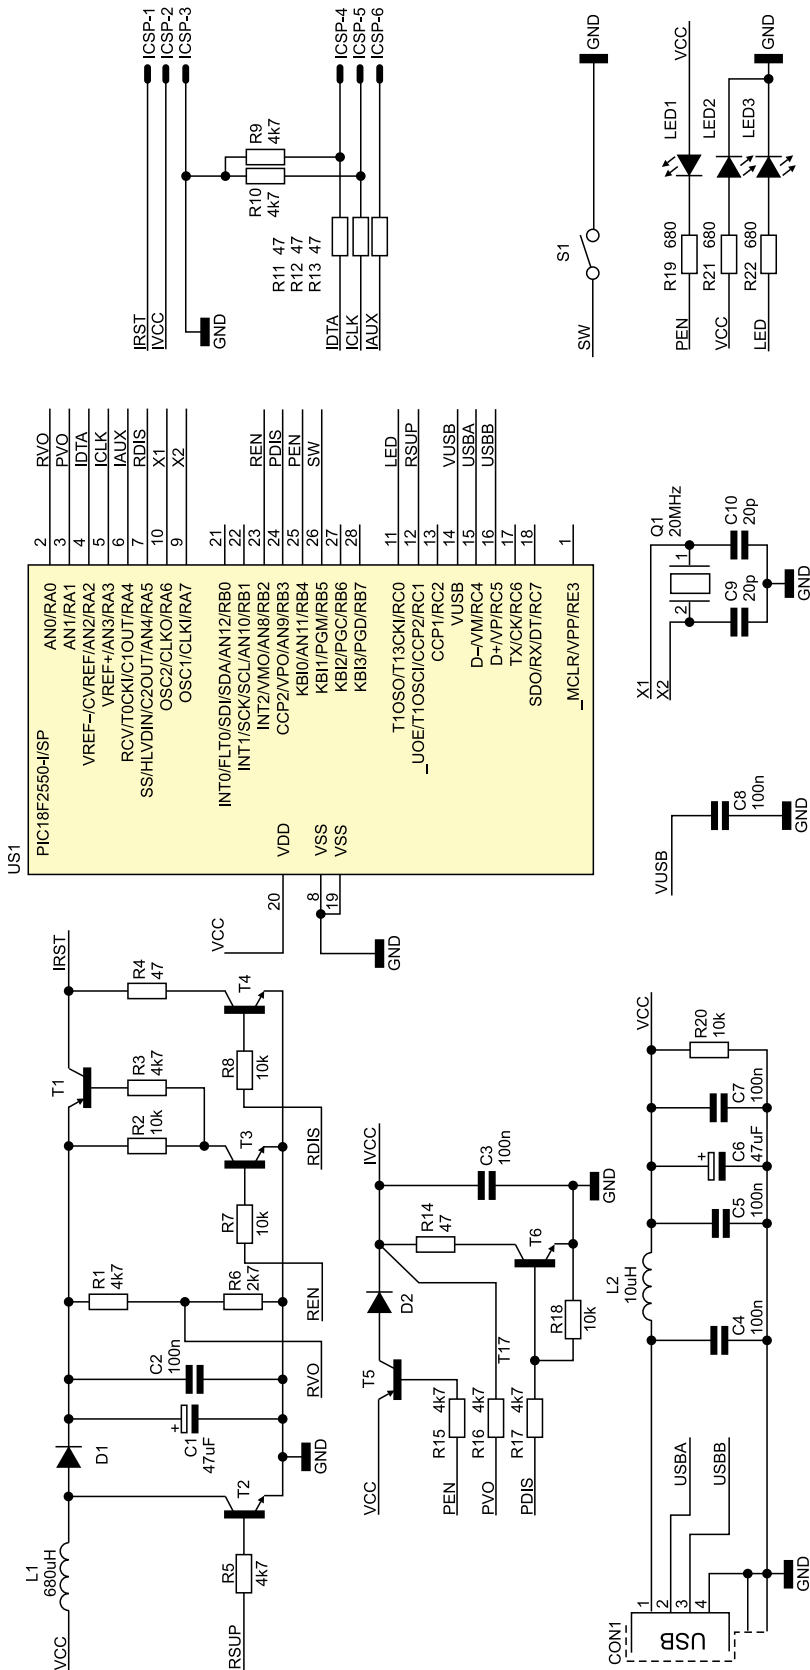 ICSP-1
ICSP-2
ICSP-3
ICSP-4
ICSP-5
ICSP-6
IRST
IVCC
GND
R9
4k7
R10
4k7
R11 47
R12 47
R13 47
IDTA
ICLK
IAUX
GND
S1
SW
VCC
GND
LED1
LED2
LED3
R19 680
R21 680
R22 680
PEN
VCC
LED
US1
PIC18F2550-I/SP
AN0/RA0
AN1/RA1
VREF-/CVREF/AN2/RA2
VREF+/AN3/RA3
RCV/T0CKI/C1OUT/RA4
SS/HLVDIN/C2OUT/AN4/RA5
OSC2/CLKO/RA6
OSC1/CLKI/RA7
INT0/FLT0/SDI/SDA/AN12/RB0
INT1/SCK/SCL/AN10/RB1
INT2/VMO/AN8/RB2
CCP2/VPO/AN9/RB3
KBI0/AN11/RB4
KBI1/PGM/RB5
KBI2/PGC/RB6
KBI3/PGD/RB7
T1OSO/T13CKI/RC0
_UOE/T1OSCI/CCP2/RC1
CCP1/RC2
VUSB
D-/VM/RC4
D+/VP/RC5
TX/CK/RC6
SDO/RX/DT/RC7
_MCLR/VPP/RE3
VDD
VSS
VSS
2 RVO
3 PVO
4 IDTA
5 ICLK
6 IAUX
7 RDIS
10 X1
9 X2
21
22
23 REN
24 PDIS
25 PEN
26 SW
27
28
11 LED
12 RSUP
13
14 VUSB
15 USBA
16 USBB
17
18
1
20
8
19
VCC
GND
Q1
20MHz
1
2
C10
20p
C9
20p
GND
X1
X2
VUSB
C8
100n
GND
L1
680uH
VCC
RSUP
R5
4k7
T2
D1
C1
47uF
+
GND
C2
100n
RVO
R1
4k7
R6
2k7
REN
R7
10k
R2
10k
R3
4k7
T3
T1
RDIS
R8
10k
R4
47
T4
IRST
VCC
T5
D2
PEN
R15 4k7
PVO
R16 4k7
PDIS
R17 4k7
T17
R18
10k
R14
47
T6
IVCC
C3
100n
GND
CON1
USB
1
2
3
4
USBA
USBB
GND
C4
100n
L2
10uH
C5
100n
C6
47uF
+
C7
100n
R20
10k
VCC